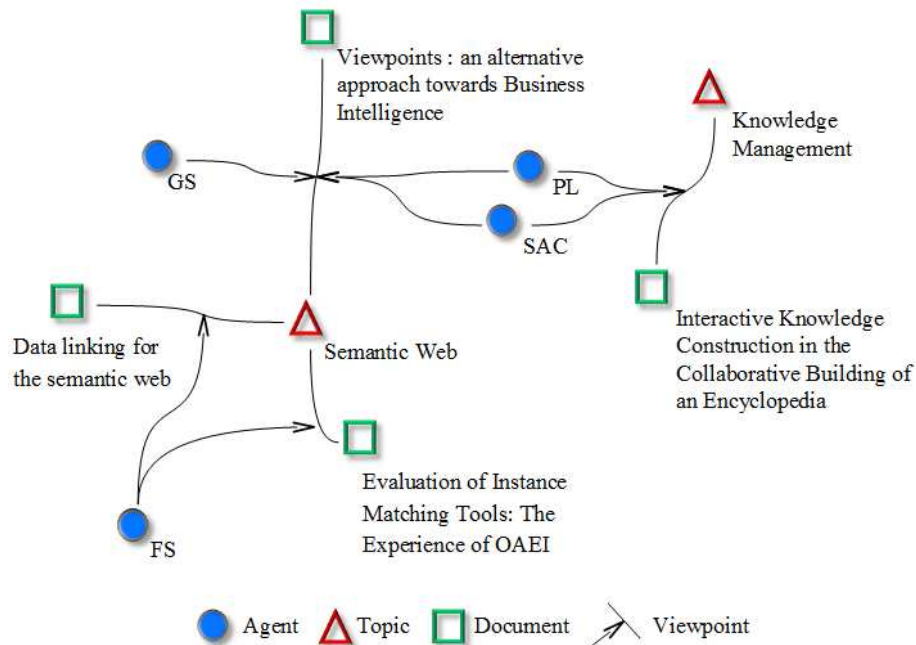 Viewpoints : an alternative
approach towards Business
Intelligence
Knowledge
Management
GS
PL
SAC
Data linking for
the semantic web
Semantic Web
Interactive Knowledge
Construction in the
Collaborative Building of
an Encyclopedia
Evaluation of Instance
Matching Tools: The
Experience of OAEI
FS
Agent
Topic
Document
Viewpoint